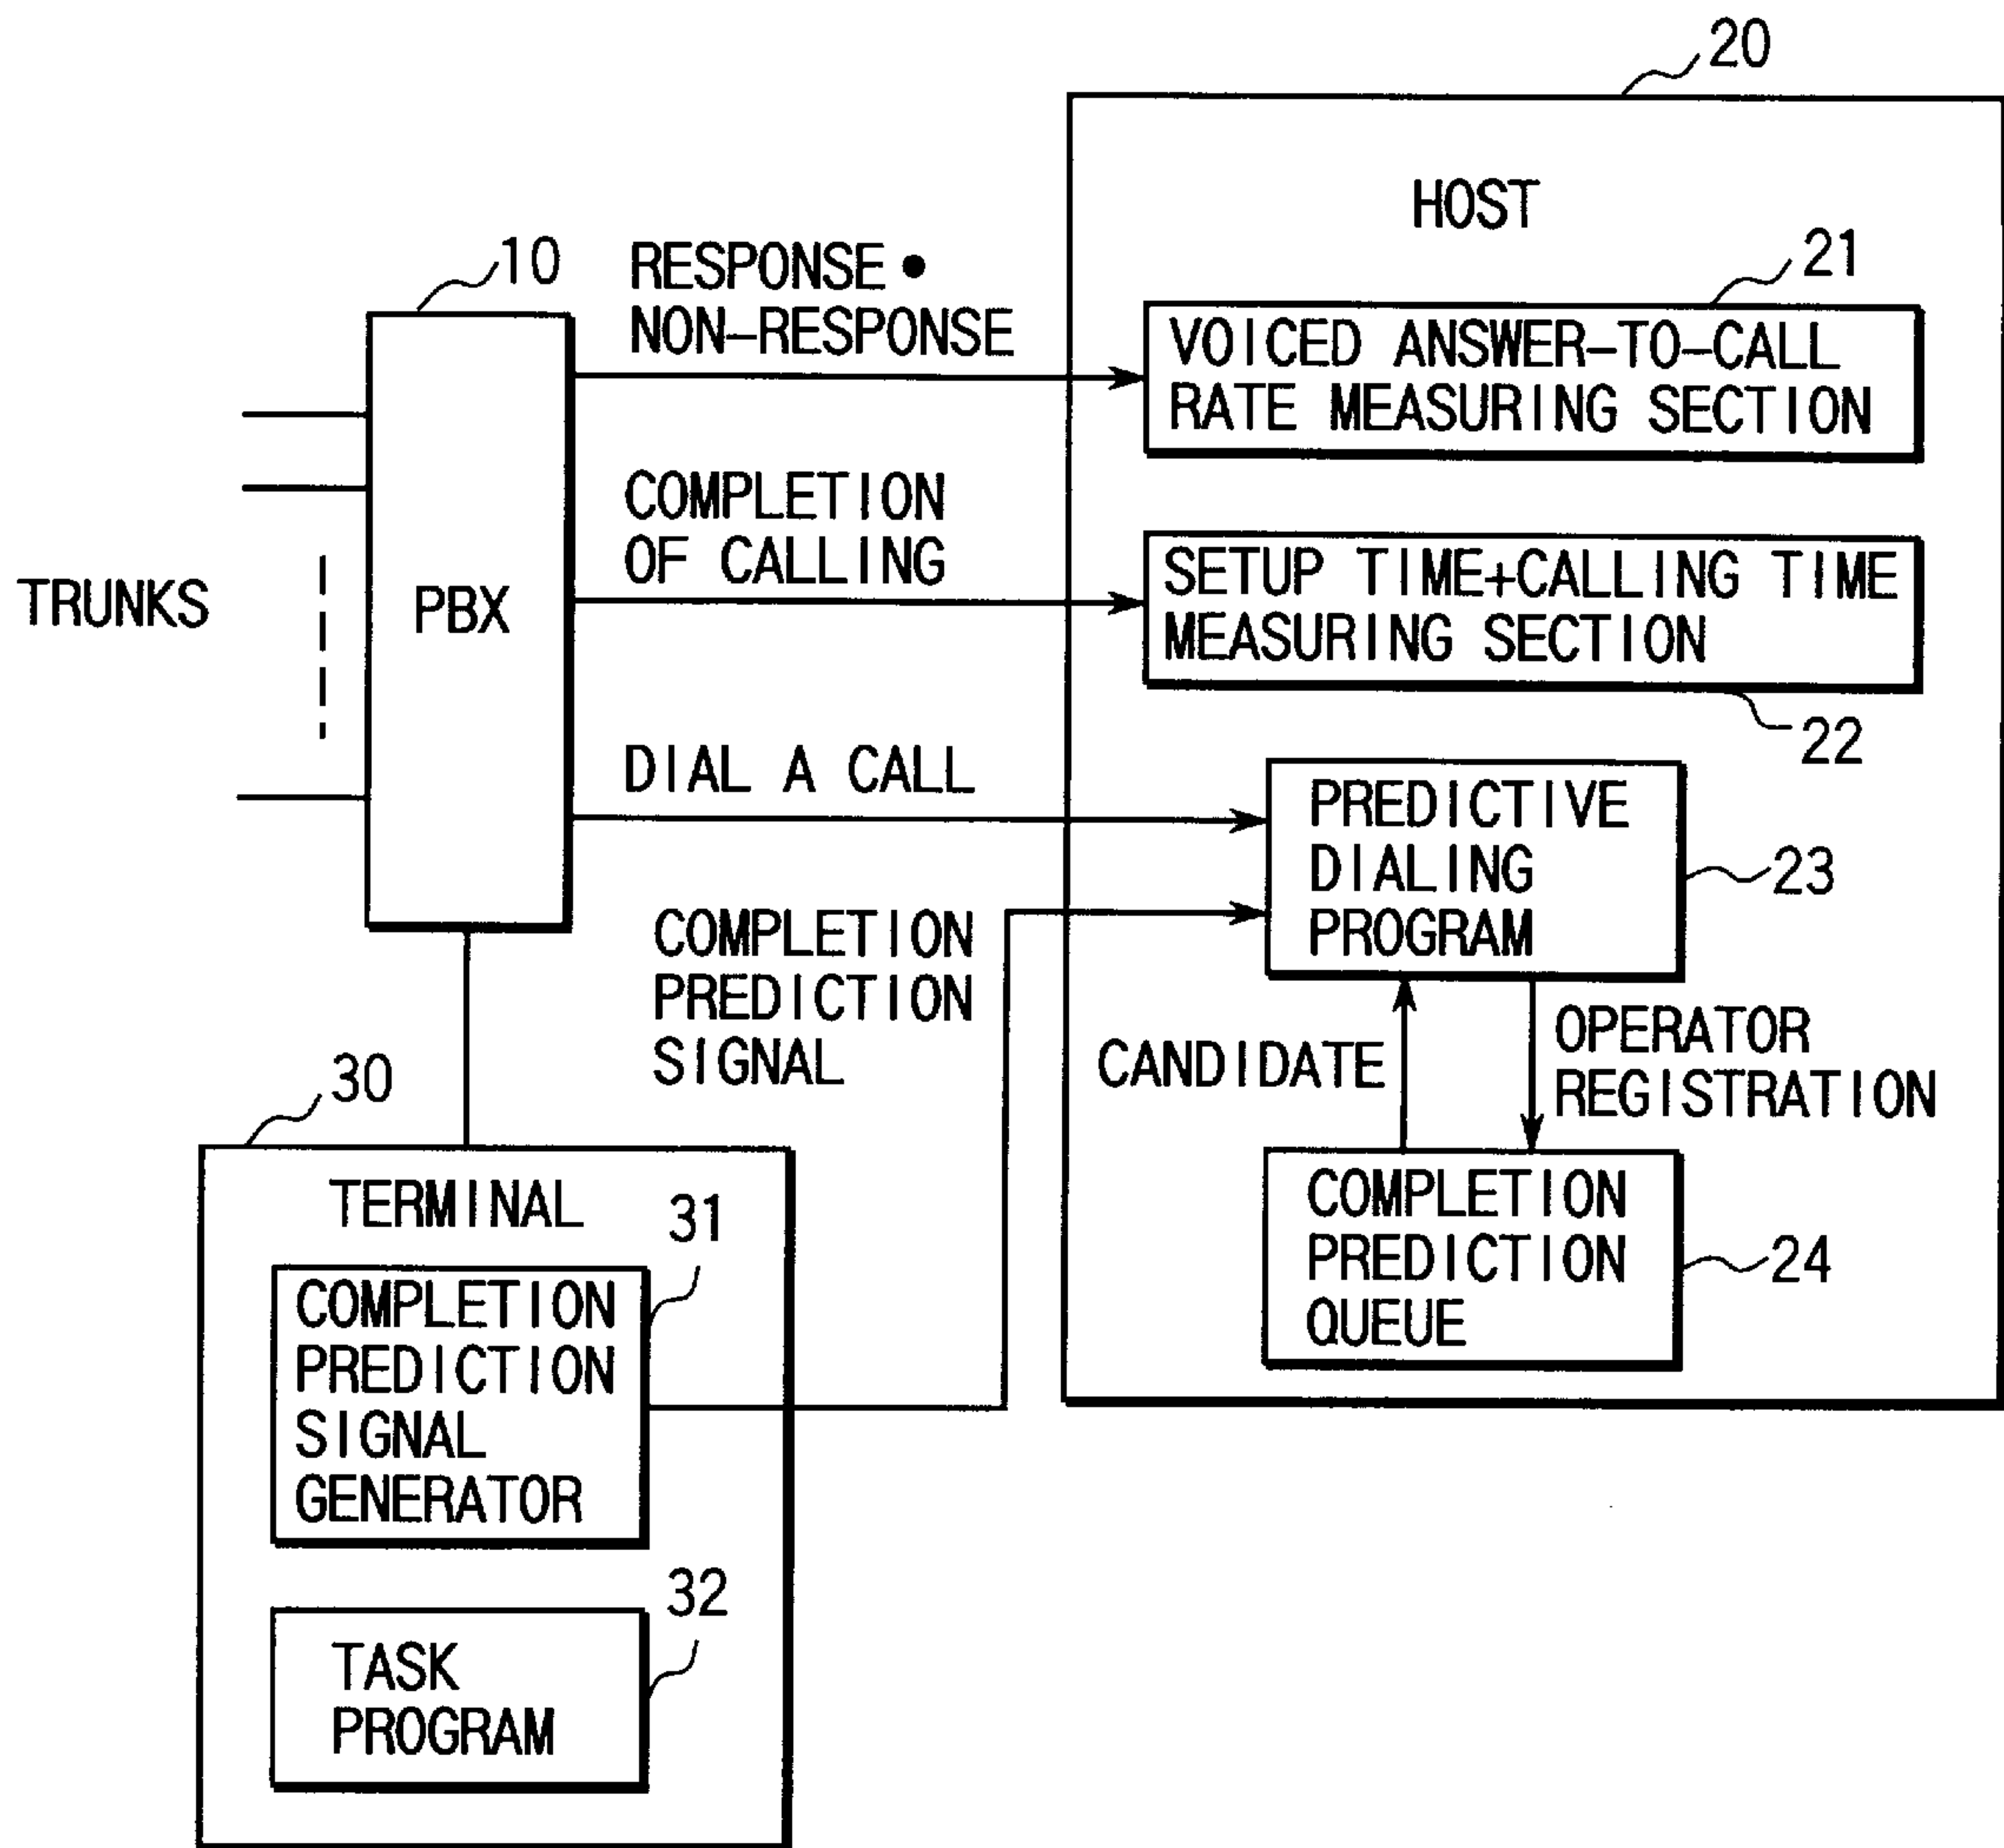 20
HOST
10
RESPONSE •
NON-RESPONSE
21
VOICED ANSWER-TO-CALL
RATE MEASURING SECTION
TRUNKS
PBX
COMPLETION
OF CALLING
SETUP TIME+CALLING TIME
MEASURING SECTION
22
DIAL A CALL
PREDICTIVE
DIALING
PROGRAM
23
COMPLETION
PREDICTION
SIGNAL
CANDIDATE
OPERATOR
REGISTRATION
30
TERMINAL
31
COMPLETION
PREDICTION
SIGNAL
GENERATOR
COMPLETION
PREDICTION
QUEUE
24
32
TASK
PROGRAM